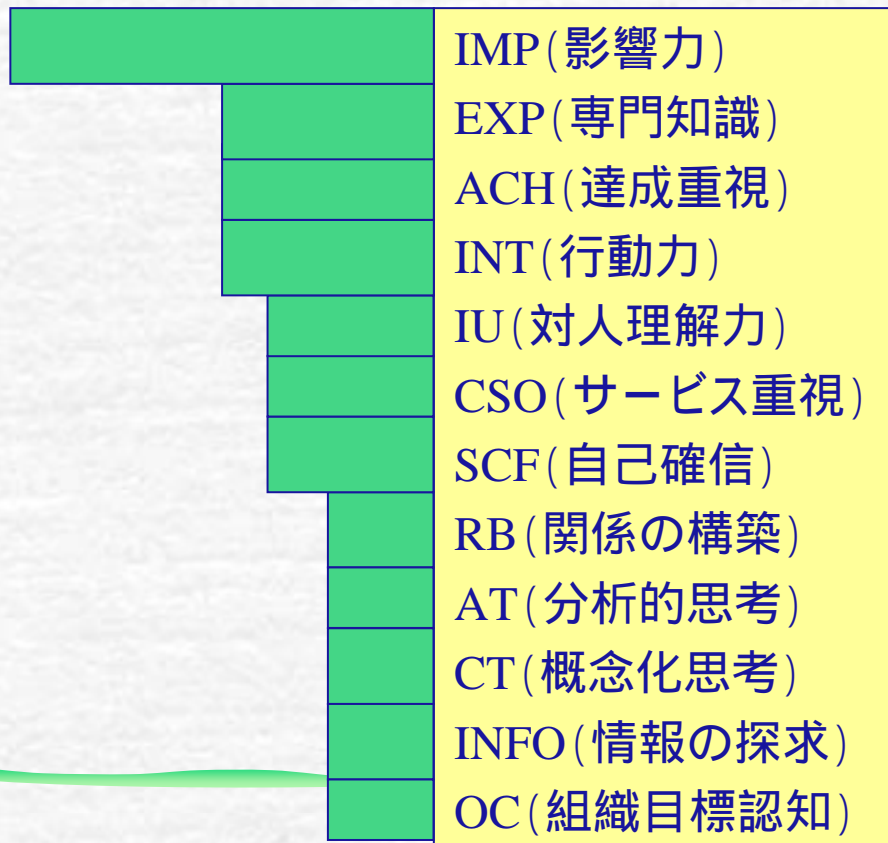 IMP(影響力)
EXP(専門知識)
ACH(達成重視)
INT(行動力)
IU(対人理解力)
CSO(サービス重視)
SCF(自己確信)
RB(関係の構築)
AT(分析的思考)
CT(概念化思考)
INFO(情報の探求)
OC(組織目標認知)